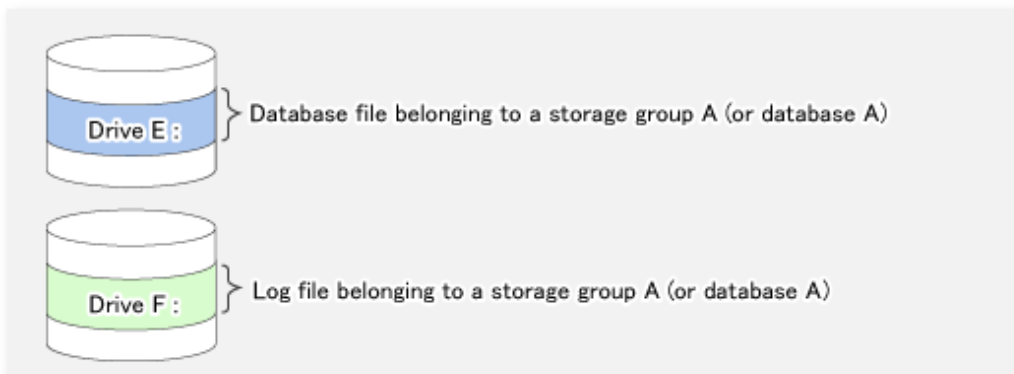 Drive E :
Database file belonging to a storage group A (or database A)
Drive F :
Log file belonging to a storage group A (or database A)